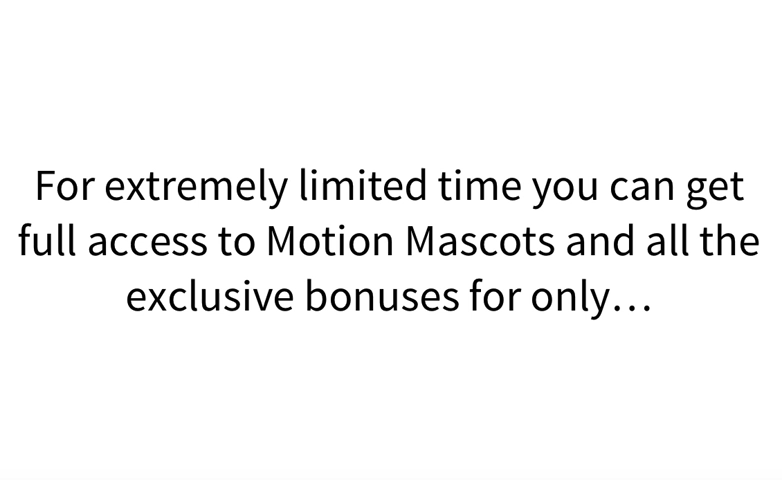 For extremely limited time you can get
full access to Motion Mascots and all the
exclusive bonuses for only…